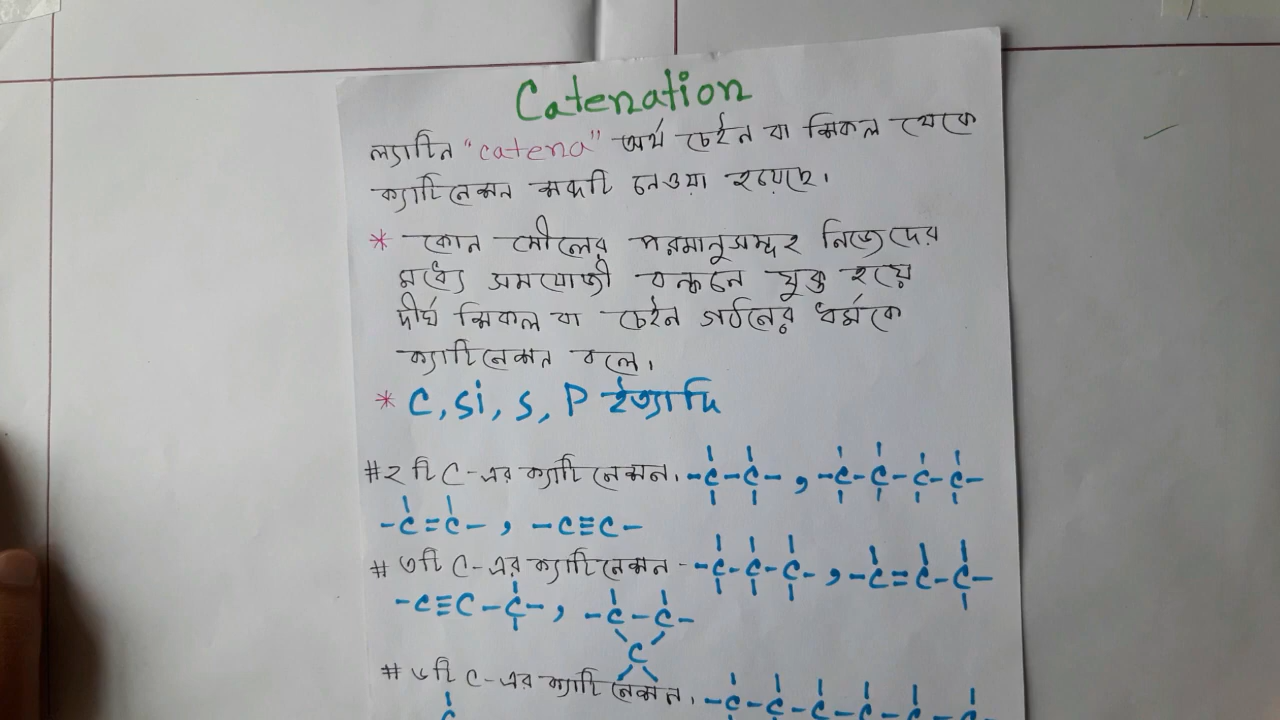 Catenation
ল্যাটিন "catena" অর্থ চেইন বা শিকল থেকে
ক্যাটিনেশন শব্দটি নেওয়া হয়েছে।
* কোন মৌলের পরমানুসমূহ নিজেদের
মধ্যে সমযোজী বন্ধনে যুক্ত হয়ে
দীর্ঘ শিকল বা চেইন গঠনের ধর্মকে
ক্যাটিনেশন বলে।
* C, Si, S, P ইত্যাদি
# ২ টি C-এর ক্যাটিনেশন। -C-C-, -C-C-C-C-
-C=C-, -C≡C-
# ৩টি C-এর ক্যাটিনেশন - -C-C-C-, -C=C-C-
-C≡C-C-, -C-C-
C
# ৬টি C-এর ক্যাটিনেশন। -C-C-C-C-C-C-
C